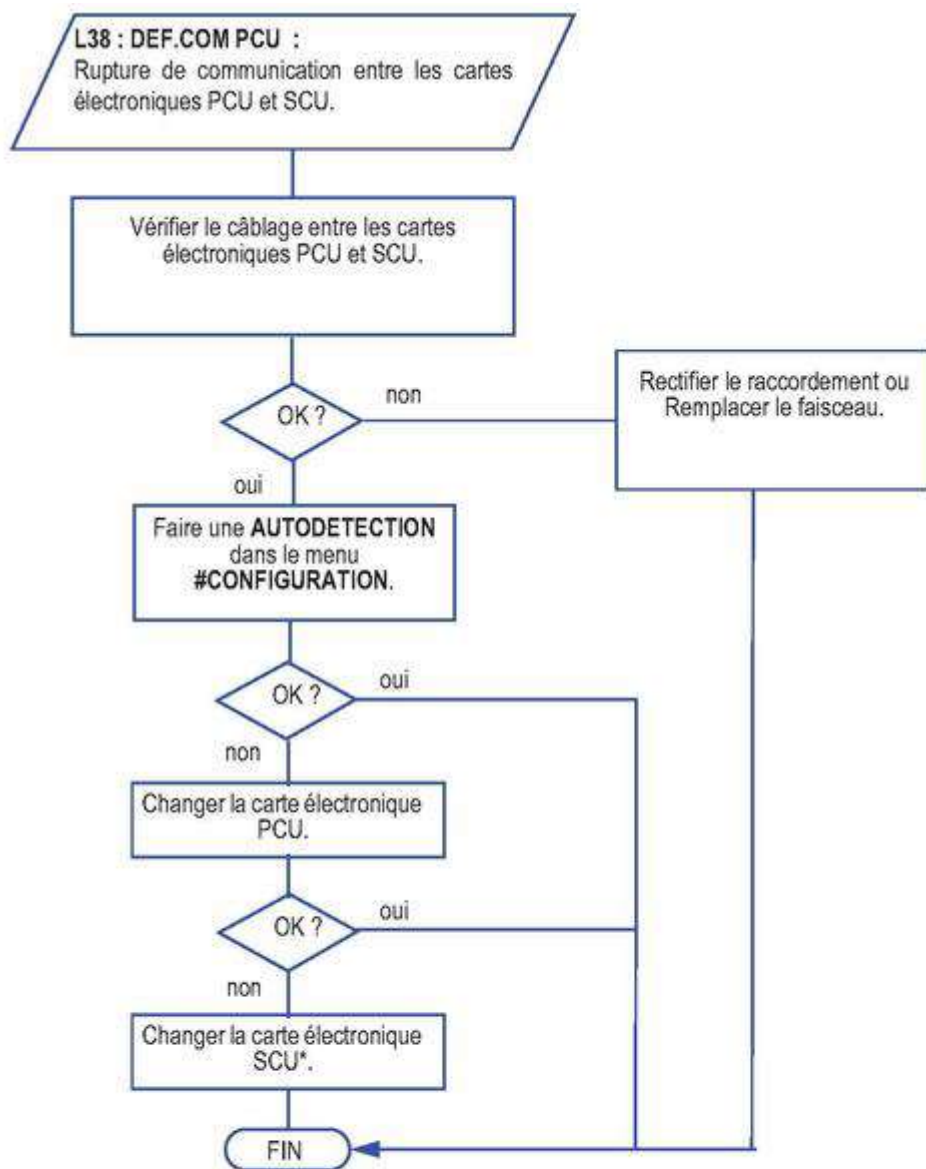 L38 : DEF.COM PCU :
Rupture de communication entre les cartes
électroniques PCU et SCU.
Vérifier le câblage entre les cartes
électroniques PCU et SCU.
OK ?
non
Rectifier le raccordement ou
Remplacer le faisceau.
oui
Faire une AUTODETECTION
dans le menu
#CONFIGURATION.
OK ?
oui
non
Changer la carte électronique
PCU.
OK ?
oui
non
Changer la carte électronique
SCU*.
FIN